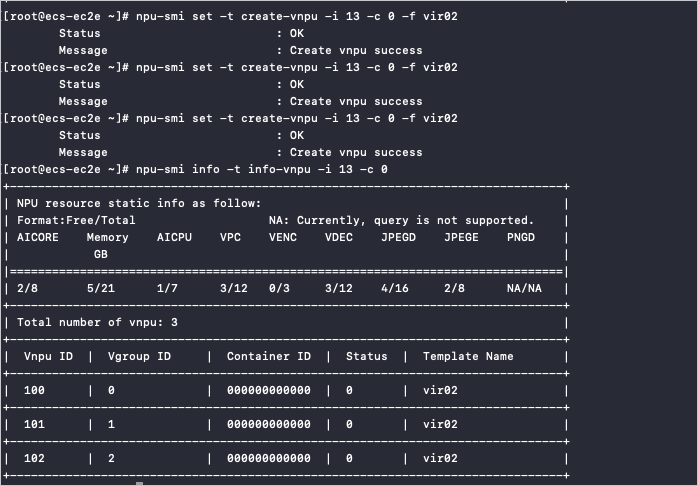 [root@ecs-ec2e ~]# npu-smi set -t create-vnpu -i 13 -c 0 -f vir02
Status : OK
Message : Create vnpu success
[root@ecs-ec2e ~]# npu-smi set -t create-vnpu -i 13 -c 0 -f vir02
Status : OK
Message : Create vnpu success
[root@ecs-ec2e ~]# npu-smi set -t create-vnpu -i 13 -c 0 -f vir02
Status : OK
Message : Create vnpu success
[root@ecs-ec2e ~]# npu-smi info -t info-vnpu -i 13 -c 0
NPU resource static info as follow:
Format:Free/Total NA: Currently, query is not supported.
AICORE Memory AICPU VPC VENC VDEC JPEGD JPEGE PNGD
GB
2/8 5/21 1/7 3/12 0/3 3/12 4/16 2/8 NA/NA
Total number of vnpu: 3
Vnpu ID | Vgroup ID | Container ID | Status | Template Name
100 | 0 | 000000000000 | 0 | vir02
101 | 1 | 000000000000 | 0 | vir02
102 | 2 | 000000000000 | 0 | vir02